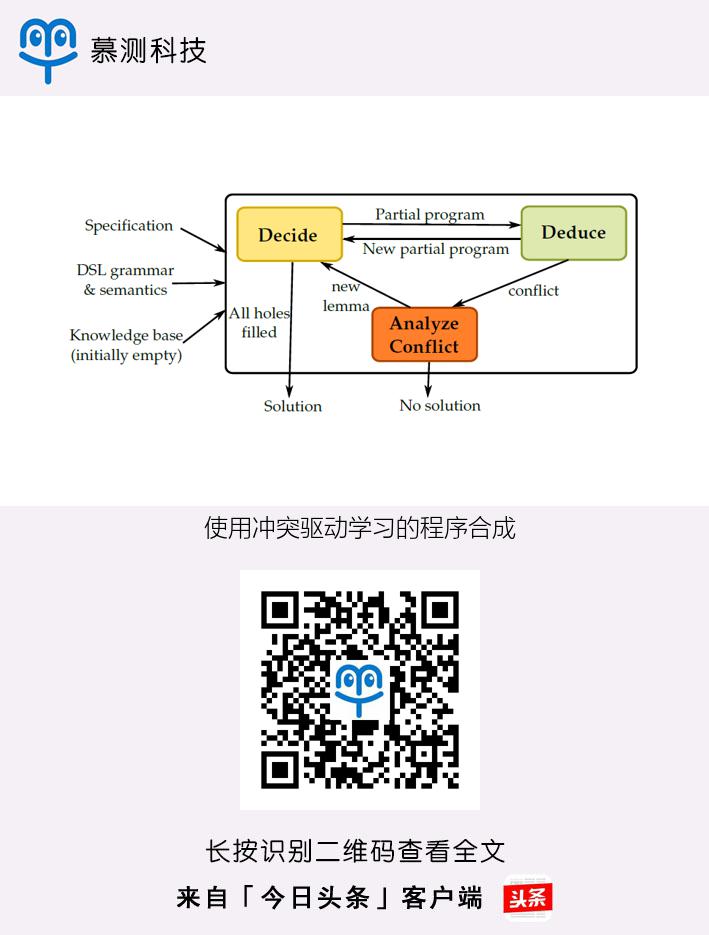 慕测科技
Specification
DSL grammar
& semantics
Knowledge base
(initially empty)
Decide
Partial program
New partial program
Deduce
new
lemma
conflict
All holes
filled
Analyze
Conflict
Solution
No solution
使用冲突驱动学习的程序合成
长按识别二维码查看全文
来自「今日头条」客户端
头条